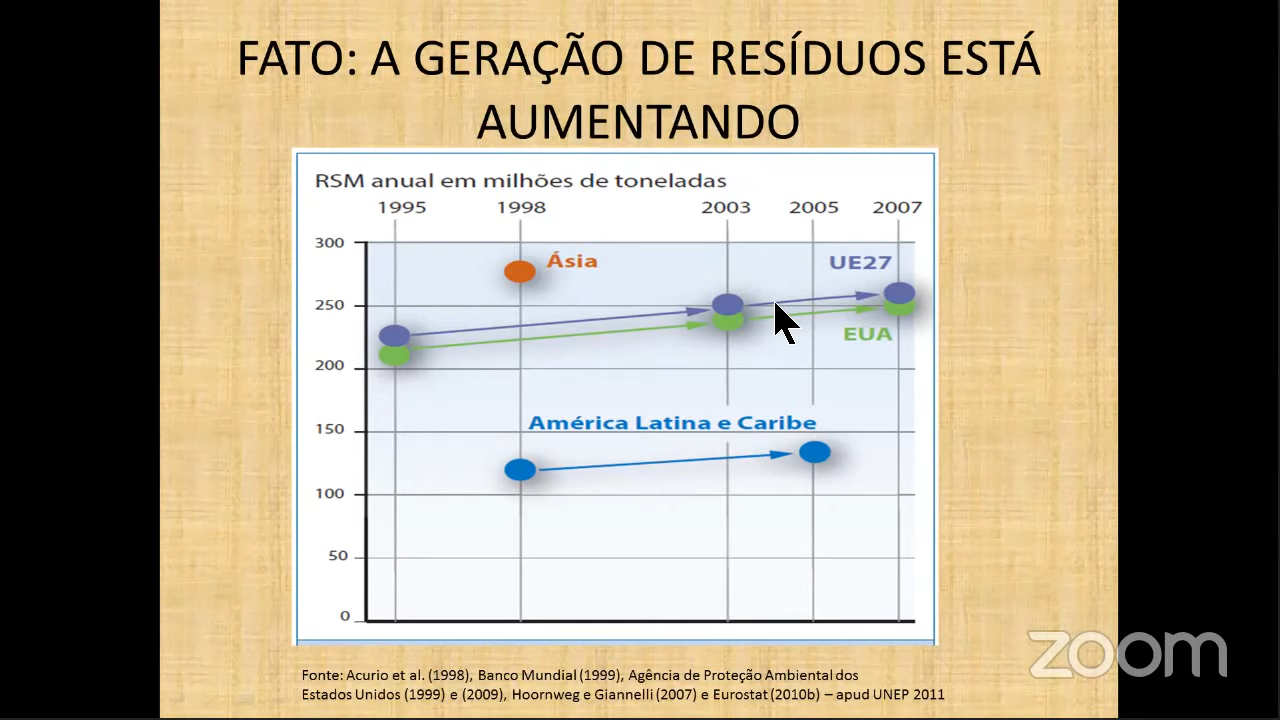 FATO: A GERAÇÃO DE RESÍDUOS ESTÁ
AUMENTANDO
RSM anual em milhões de toneladas
1995 1998 2003 2005 2007
300
Ásia
UE27
250
EUA
200
150
América Latina e Caribe
100
50
0
zoom
Fonte: Acurio et al. (1998), Banco Mundial (1999), Agência de Proteção Ambiental dos
Estados Unidos (1999) e (2009), Hoornweg e Giannelli (2007) e Eurostat (2010b) – apud UNEP 2011